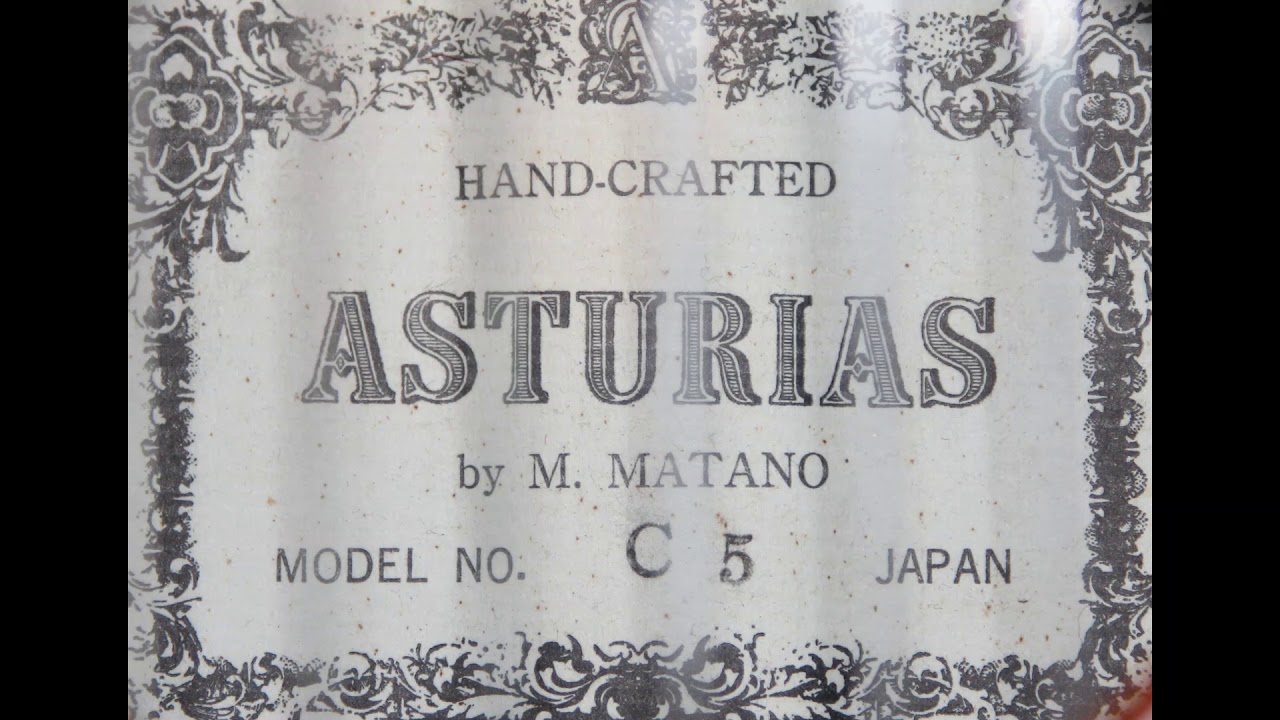 A
HAND-CRAFTED
ASTURIAS
by M. MATANO
MODEL NO. C 5 JAPAN